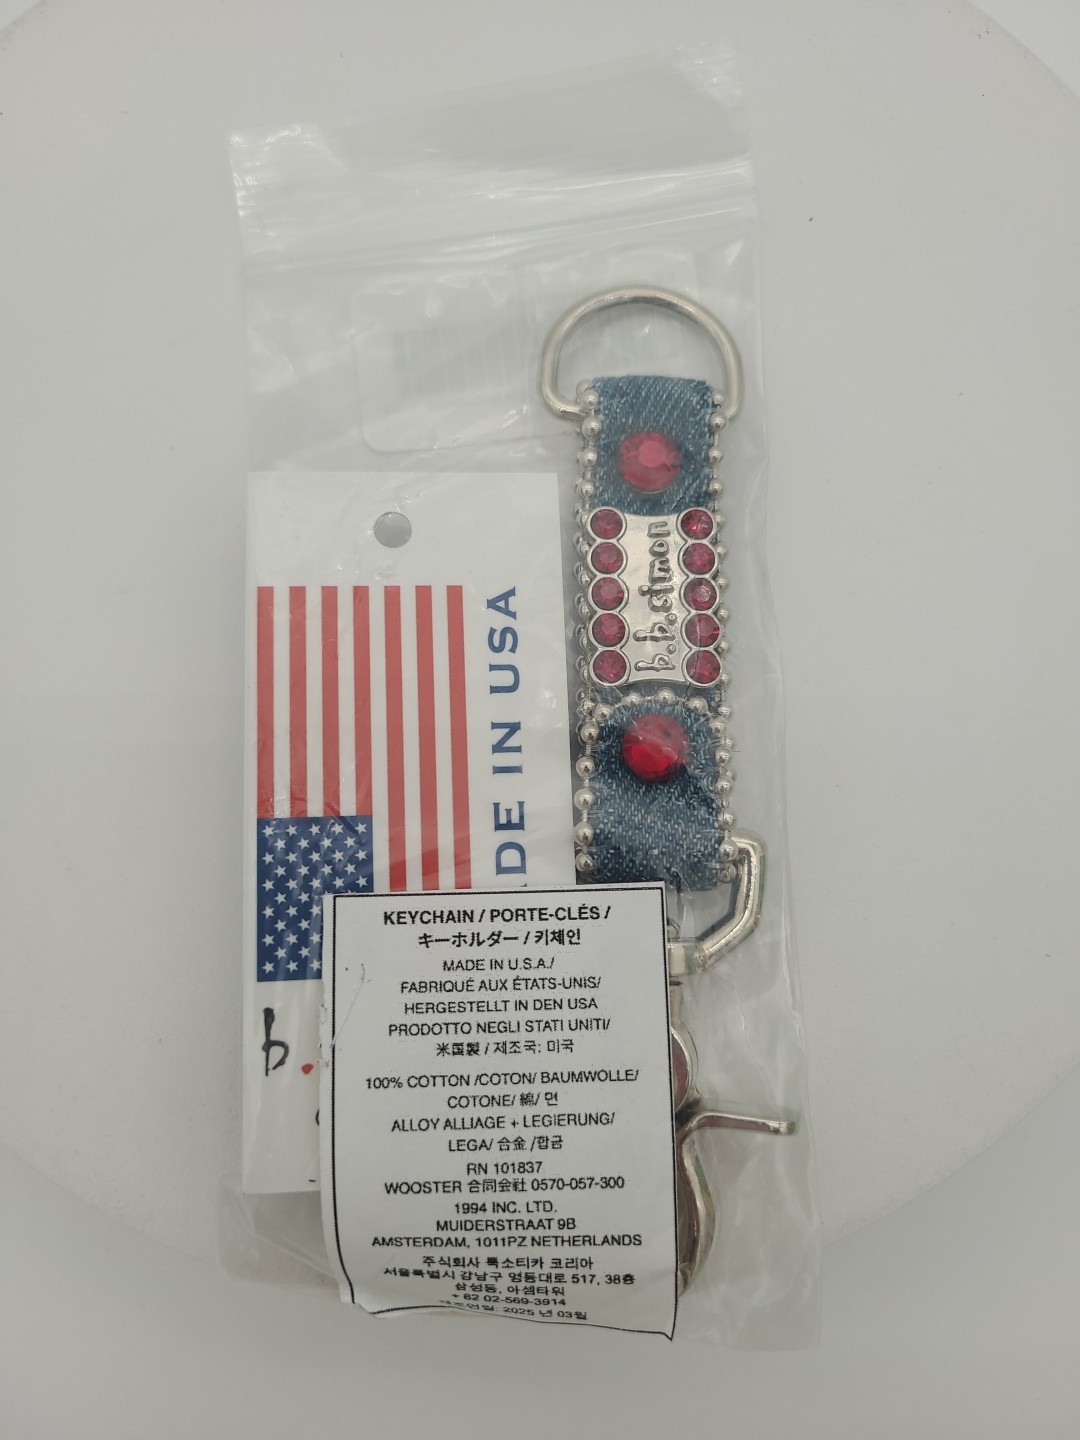 b.b.simon
MADE IN USA
b.
KEYCHAIN / PORTE-CLÉS /
キーホルダー / 키체인
MADE IN U.S.A./
FABRIQUÉ AUX ÉTATS-UNIS/
HERGESTELLT IN DEN USA
PRODOTTO NEGLI STATI UNITI/
米国製 / 제조국: 미국
100% COTTON /COTON/ BAUMWOLLE/
COTONE/ 綿/ 면
ALLOY ALLIAGE + LEGIERUNG/
LEGA/ 合金 /합금
RN 101837
WOOSTER 合同会社 0570-057-300
1994 INC. LTD.
MUIDERSTRAAT 9B
AMSTERDAM, 1011PZ NETHERLANDS
주식회사 툭소티카 코리아
서울특별시 강남구 영동대로 517, 38층
삼성동, 아셈타워
+ 82 02-569-3914
제조연월: 2025 년 03월